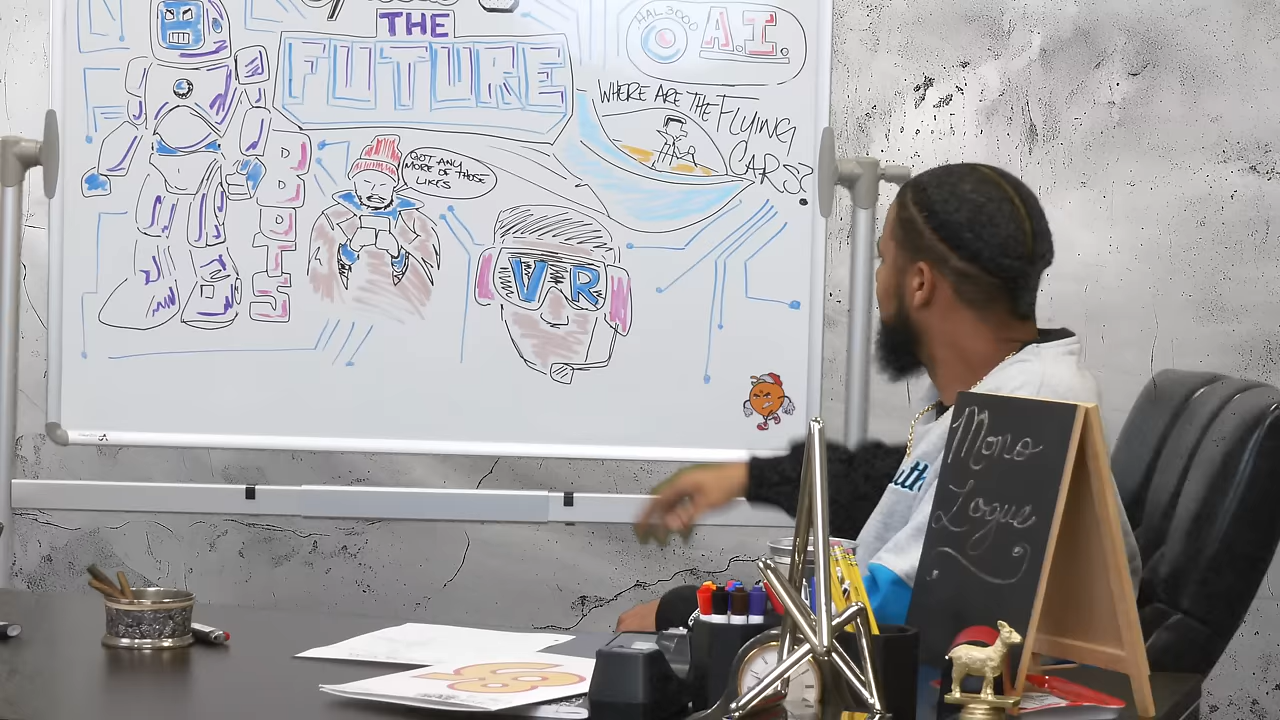 THE
FUTURE
HAL 3000
A.I.
WHERE ARE THE FLYING
CARS?
GOT ANY
MORE OF THOSE
LIKES
ROBOTS
VR
Mono
Logue
uth